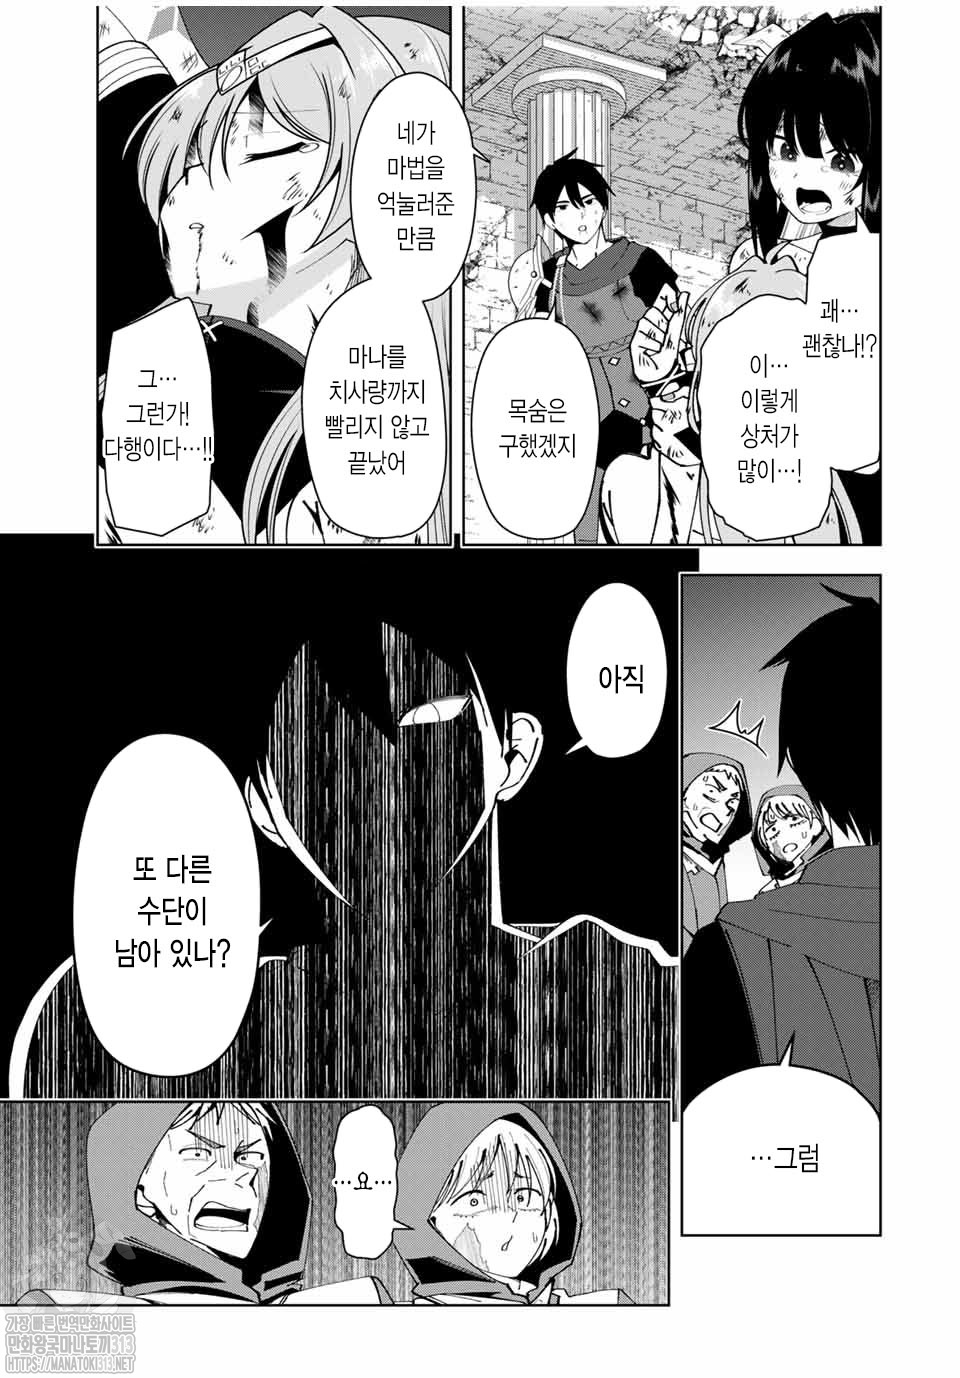 괘…
괜찮나!?
이…
이렇게
상처가
많이…!
목숨은
구했겠지
네가
마법을
억눌러준
만큼
마나를
치사량까지
빨리지 않고
끝났어
그…
그런가!
다행이다…!!
…그럼
아직
또 다른
수단이
남아 있나?
…요…
가장 빠른 번역만화사이트
만화왕국마나토끼313
HTTPS://MANATOKI313.NET